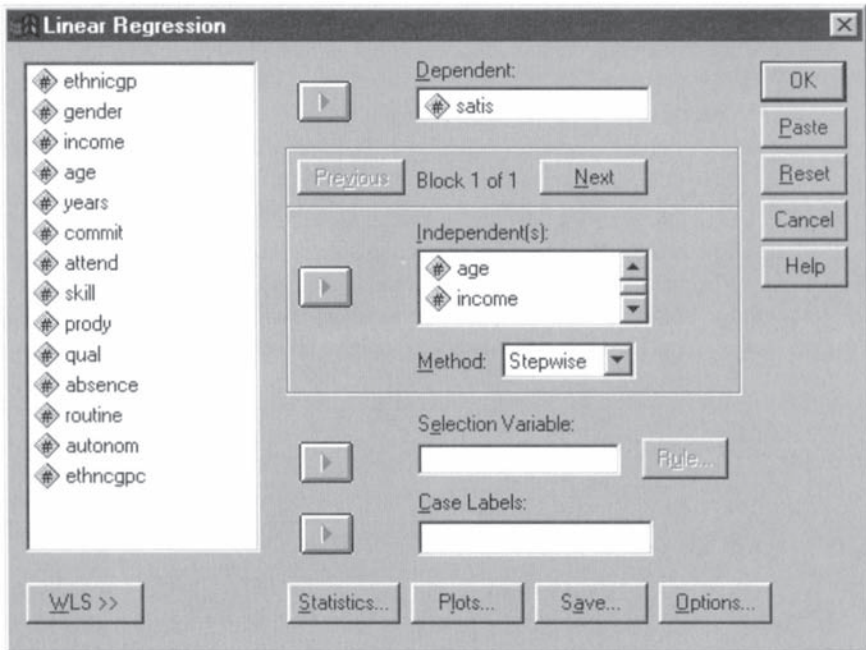 Linear Regression
ethnicgp
gender
income
age
years
commit
attend
skill
prody
qual
absence
routine
autonom
ethncgpc
WLS >>
Dependent:
satis
Previous
Block 1 of 1
Next
Independent(s):
age
income
Method:
Stepwise
Selection Variable:
Rule...
Case Labels:
Statistics...
Plots...
Save...
Options...
OK
Paste
Reset
Cancel
Help